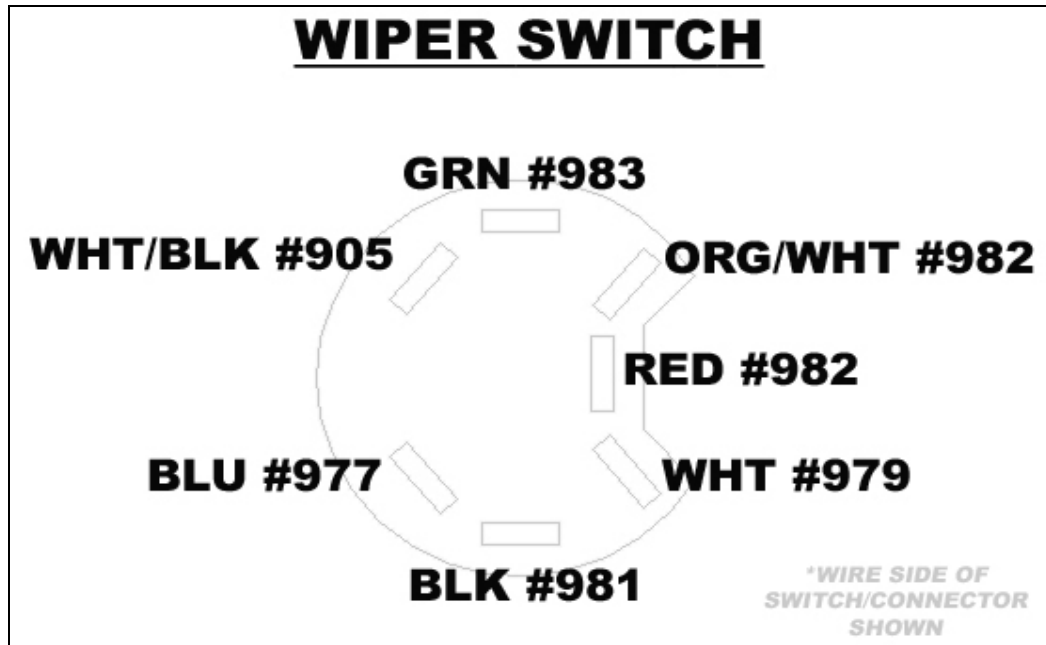 WIPER SWITCH
GRN #983
WHT/BLK #905
ORG/WHT #982
RED #982
BLU #977
WHT #979
BLK #981
*WIRE SIDE OF
SWITCH/CONNECTOR
SHOWN